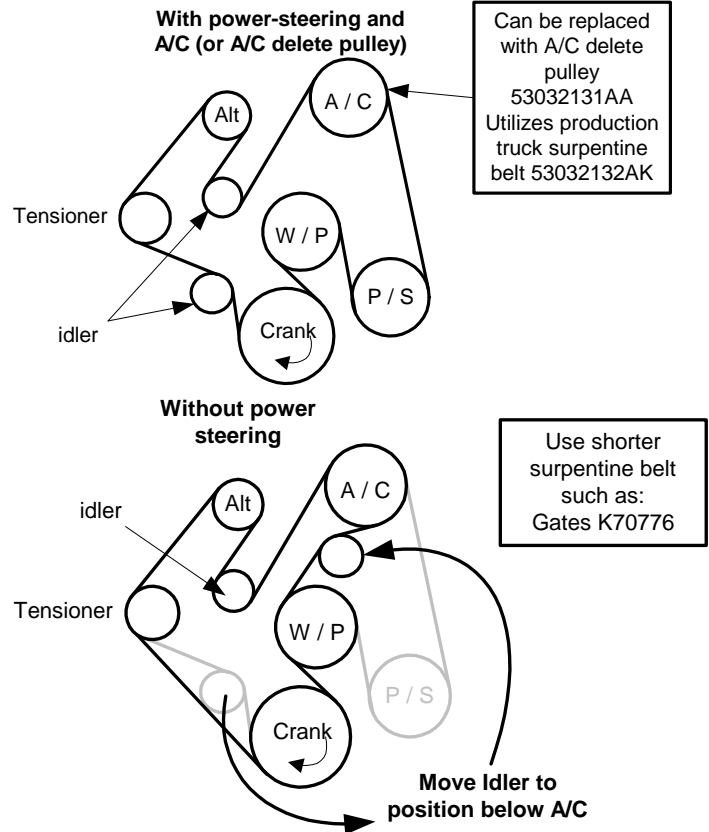 With power-steering and
A/C (or A/C delete pulley)
Can be replaced
with A/C delete
pulley
53032131AA
Utilizes production
truck surpentine
belt 53032132AK
A / C
Alt
Tensioner
W / P
P / S
idler
Crank
Without power
steering
Use shorter
surpentine belt
such as:
Gates K70776
A / C
idler
Alt
Tensioner
W / P
P / S
Crank
Move Idler to
position below A/C